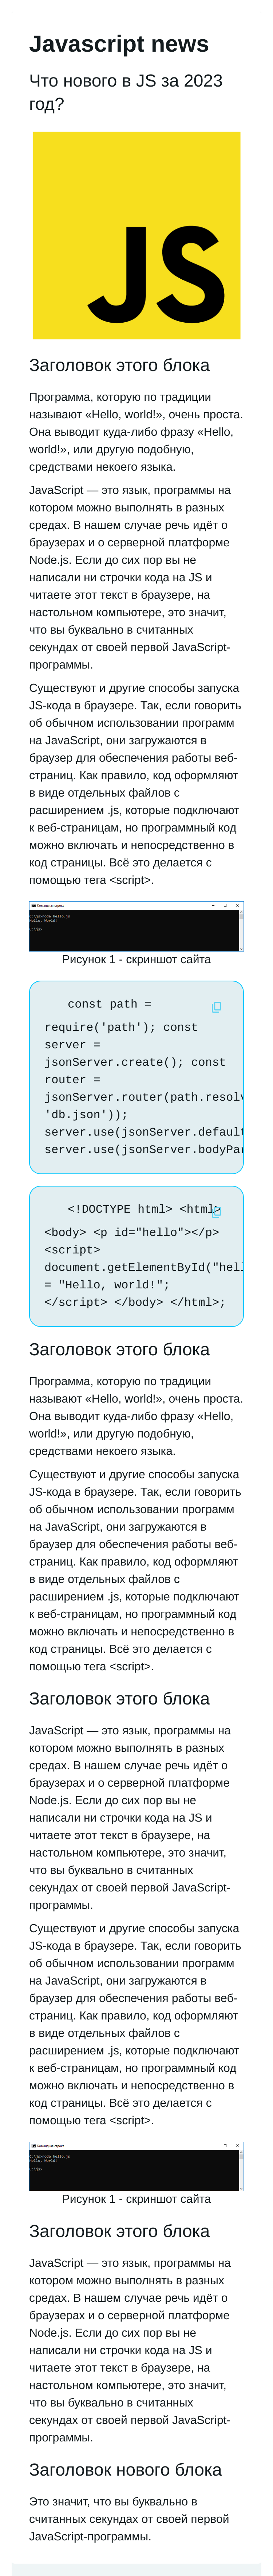 Javascript news
Что нового в JS за 2023
год?
JS
Заголовок этого блока
Программа, которую по традиции
называют «Hello, world!», очень проста.
Она выводит куда-либо фразу «Hello,
world!», или другую подобную,
средствами некоего языка.
JavaScript — это язык, программы на
котором можно выполнять в разных
средах. В нашем случае речь идёт о
браузерах и о серверной платформе
Node.js. Если до сих пор вы не
написали ни строчки кода на JS и
читаете этот текст в браузере, на
настольном компьютере, это значит,
что вы буквально в считанных
секундах от своей первой JavaScript-
программы.
Существуют и другие способы запуска
JS-кода в браузере. Так, если говорить
об обычном использовании программ
на JavaScript, они загружаются в
браузер для обеспечения работы веб-
страниц. Как правило, код оформляют
в виде отдельных файлов с
расширением .js, которые подключают
к веб-страницам, но программный код
можно включать и непосредственно в
код страницы. Всё это делается с
помощью тега <script>.
Командная строка
C:\js>node hello.js
Hello, World!
C:\js>
Рисунок 1 - скриншот сайта
const path =
require('path'); const
server =
jsonServer.create(); const
router =
jsonServer.router(path.resolv
'db.json'));
server.use(jsonServer.default
server.use(jsonServer.bodyPar
<!DOCTYPE html> <html>
<body> <p id="hello"></p>
<script>
document.getElementById("hell
= "Hello, world!";
</script> </body> </html>;
Заголовок этого блока
Программа, которую по традиции
называют «Hello, world!», очень проста.
Она выводит куда-либо фразу «Hello,
world!», или другую подобную,
средствами некоего языка.
Существуют и другие способы запуска
JS-кода в браузере. Так, если говорить
об обычном использовании программ
на JavaScript, они загружаются в
браузер для обеспечения работы веб-
страниц. Как правило, код оформляют
в виде отдельных файлов с
расширением .js, которые подключают
к веб-страницам, но программный код
можно включать и непосредственно в
код страницы. Всё это делается с
помощью тега <script>.
Заголовок этого блока
JavaScript — это язык, программы на
котором можно выполнять в разных
средах. В нашем случае речь идёт о
браузерах и о серверной платформе
Node.js. Если до сих пор вы не
написали ни строчки кода на JS и
читаете этот текст в браузере, на
настольном компьютере, это значит,
что вы буквально в считанных
секундах от своей первой JavaScript-
программы.
Существуют и другие способы запуска
JS-кода в браузере. Так, если говорить
об обычном использовании программ
на JavaScript, они загружаются в
браузер для обеспечения работы веб-
страниц. Как правило, код оформляют
в виде отдельных файлов с
расширением .js, которые подключают
к веб-страницам, но программный код
можно включать и непосредственно в
код страницы. Всё это делается с
помощью тега <script>.
Командная строка
C:\js>node hello.js
Hello, World!
C:\js>
Рисунок 1 - скриншот сайта
Заголовок этого блока
JavaScript — это язык, программы на
котором можно выполнять в разных
средах. В нашем случае речь идёт о
браузерах и о серверной платформе
Node.js. Если до сих пор вы не
написали ни строчки кода на JS и
читаете этот текст в браузере, на
настольном компьютере, это значит,
что вы буквально в считанных
секундах от своей первой JavaScript-
программы.
Заголовок нового блока
Это значит, что вы буквально в
считанных секундах от своей первой
JavaScript-программы.